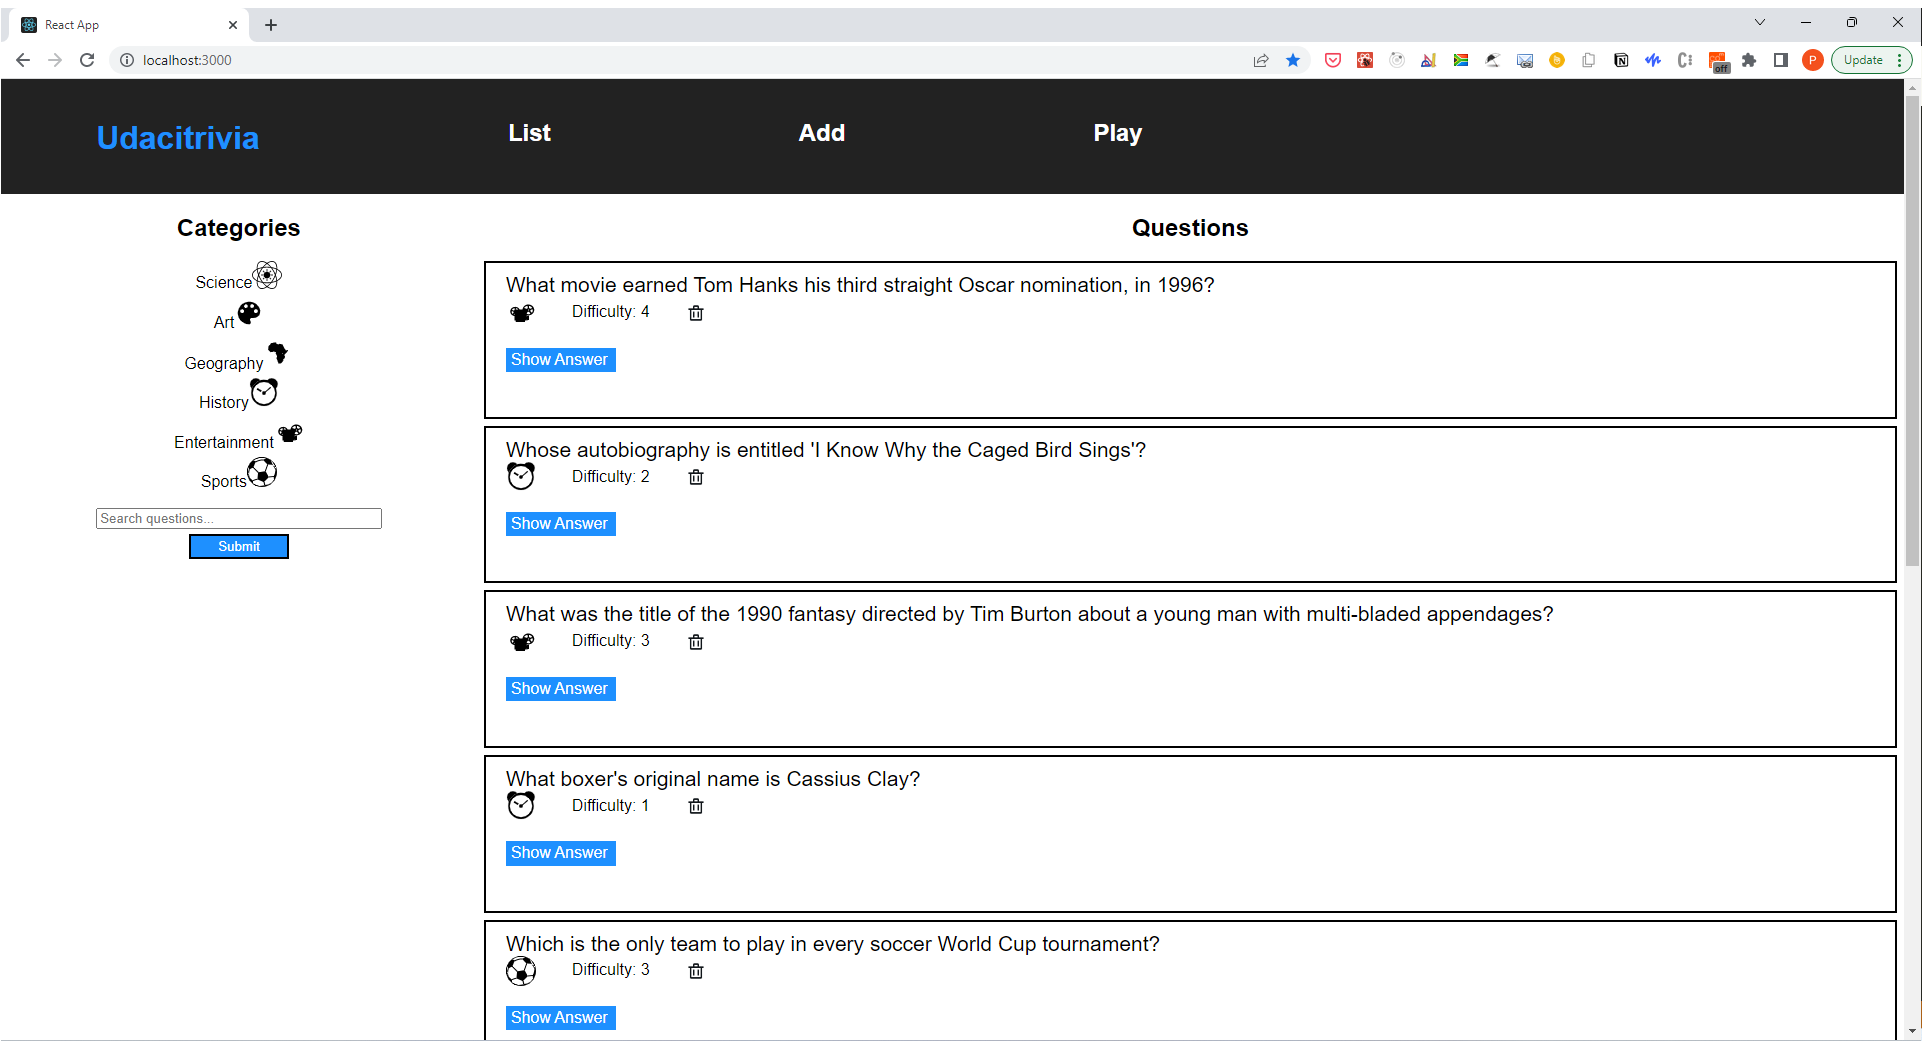 React App
localhost:3000
off
P
Update
Udacitrivia
List
Add
Play
Categories
Science
Art
Geography
History
Entertainment
Sports
Search questions...
Submit
Questions
What movie earned Tom Hanks his third straight Oscar nomination, in 1996?
Difficulty: 4
Show Answer
Whose autobiography is entitled 'I Know Why the Caged Bird Sings'?
Difficulty: 2
Show Answer
What was the title of the 1990 fantasy directed by Tim Burton about a young man with multi-bladed appendages?
Difficulty: 3
Show Answer
What boxer's original name is Cassius Clay?
Difficulty: 1
Show Answer
Which is the only team to play in every soccer World Cup tournament?
Difficulty: 3
Show Answer